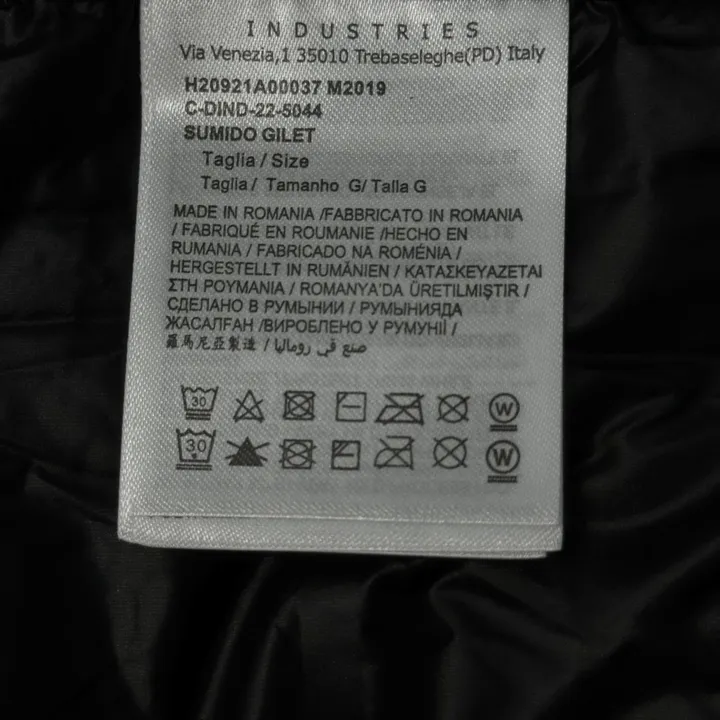 INDUSTRIES
Via Venezia,1 35010 Trebaseleghe(PD) Italy
H20921A00037 M2019
C-DIND-22-5044
SUMIDO GILET
Taglia / Size
Taglia / Tamanho G/ Talla G
MADE IN ROMANIA /FABBRICATO IN ROMANIA
/ FABRIQUÉ EN ROUMANIE /HECHO EN
RUMANIA / FABRICADO NA ROMÉNIA /
HERGESTELLT IN RUMÄNIEN / ΚΑΤΑΣΚΕΥΑΖΕΤΑΙ
ΣΤΗ ΡΟΥΜΑΝΙΑ / ROMANYA'DA ÜRETILMIŞTIR /
СДЕЛАНО В РУМЫНИИ / РУМЫНИЯДА
ЖАСАЛҒАН /ВИРОБЛЕНО У РУМУНІЇ /
羅馬尼亞製造 / صنع في رومانيا
30 W
30 W